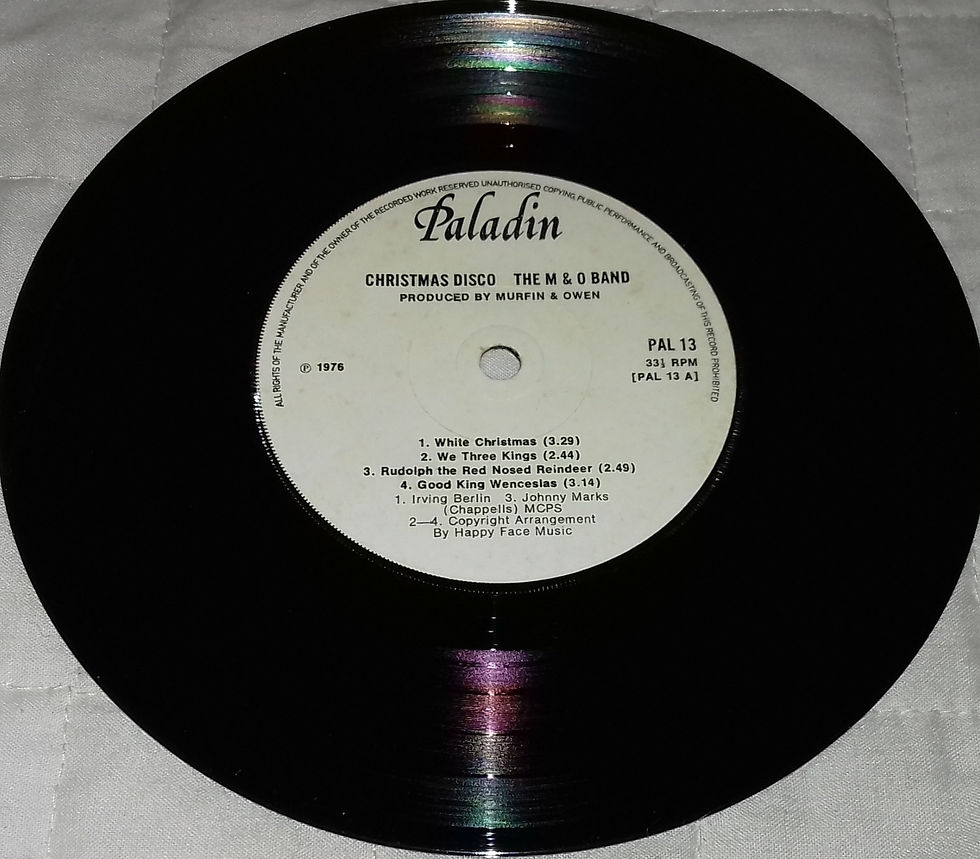 ALL RIGHTS OF THE MANUFACTURER AND OF THE OWNER OF THE RECORDED WORK RESERVED UNAUTHORISED COPYING, PUBLIC PERFORMANCE AND BROADCASTING OF THIS RECORD PROHIBITED
Paladin
CHRISTMAS DISCO THE M & O BAND
PRODUCED BY MURFIN & OWEN
PAL 13
℗ 1976
33⅓ RPM
[PAL 13 A]
1. White Christmas (3.29)
2. We Three Kings (2.44)
3. Rudolph the Red Nosed Reindeer (2.49)
4. Good King Wenceslas (3.14)
1. Irving Berlin 3. Johnny Marks
(Chappells) MCPS
2—4. Copyright Arrangement
By Happy Face Music